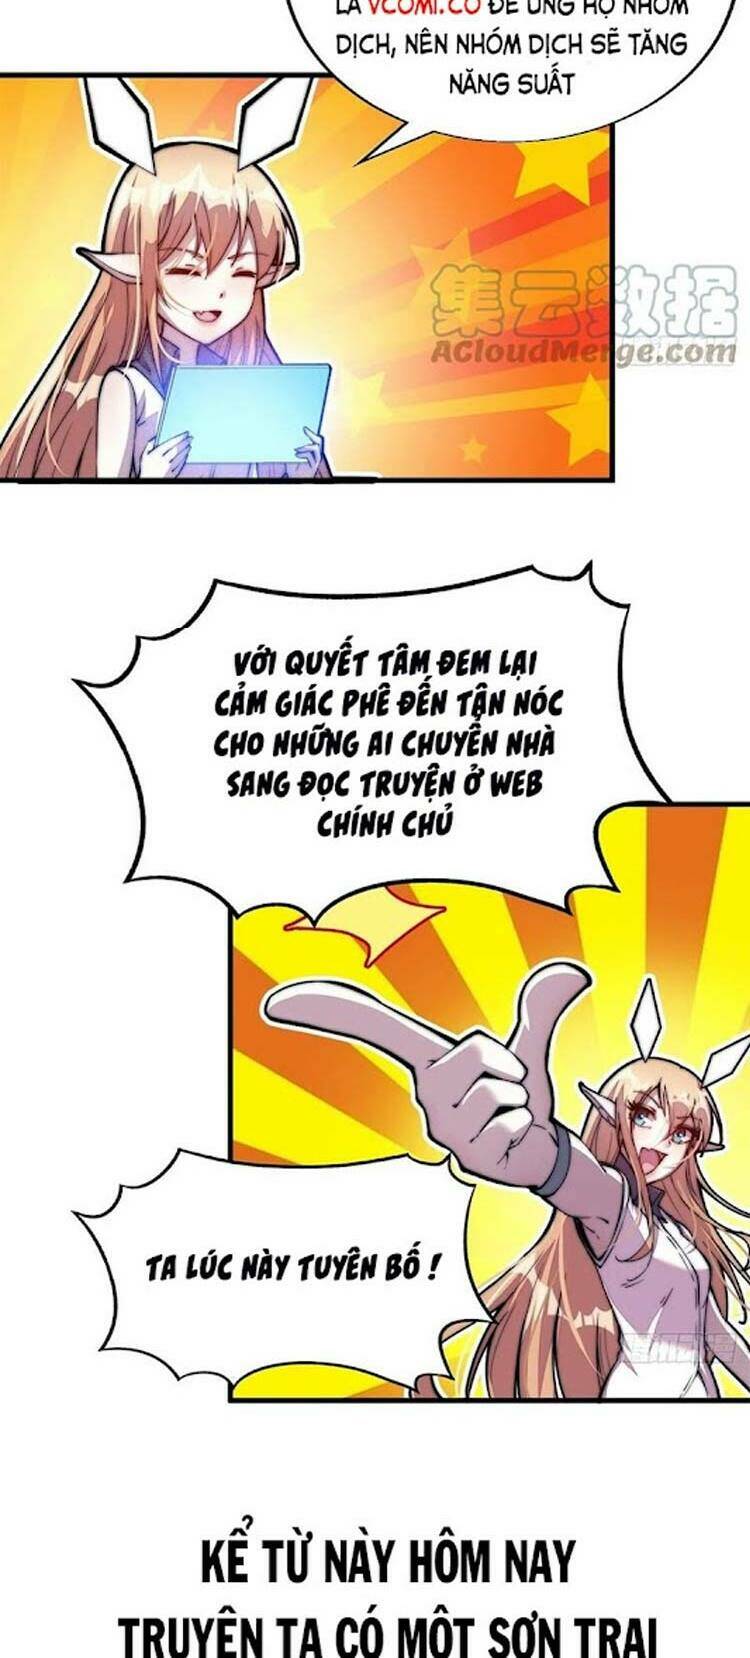 LÀ VCOMI.CO ĐỂ ỦNG HỘ NHÓM
DỊCH, NÊN NHÓM DỊCH SẼ TĂNG
NĂNG SUẤT
集云数据
ACloudMerge.com
VỚI QUYẾT TÂM ĐEM LẠI
CẢM GIÁC PHÊ ĐẾN TẬN NÓC
CHO NHỮNG AI CHUYỂN NHÀ
SANG ĐỌC TRUYỆN Ở WEB
CHÍNH CHỦ
TA LÚC NÀY TUYÊN BỐ !
KỂ TỪ NÀY HÔM NAY
TRUYỆN TA CÓ MỘT SƠN TRẠI